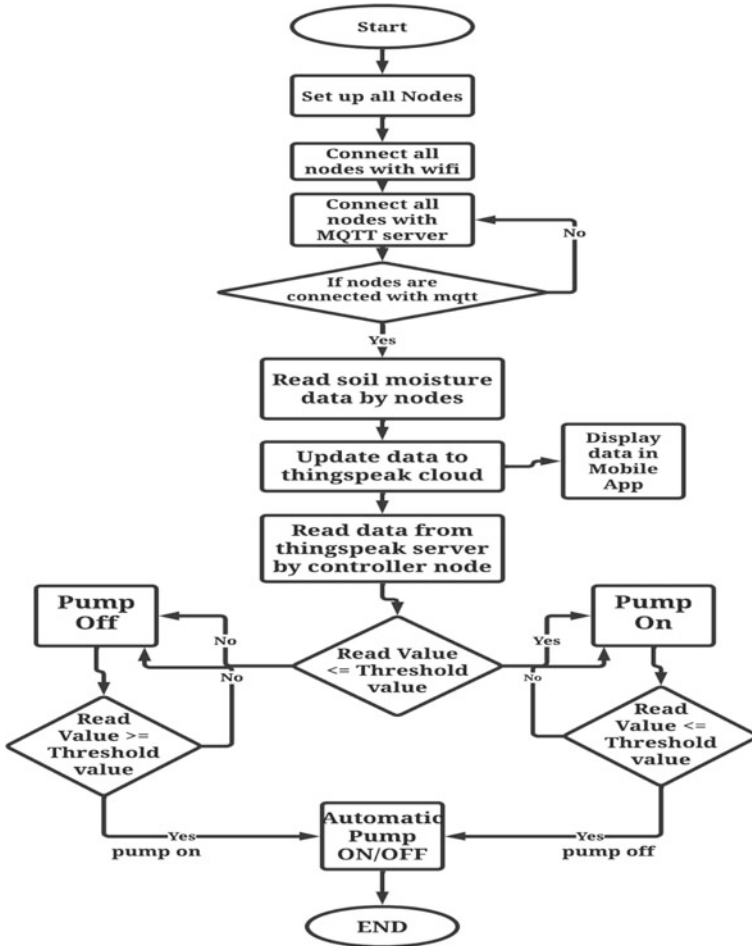 Start
Set up all Nodes
Connect all
nodes with wifi
Connect all
nodes with
MQTT server
No
If nodes are
connected with mqtt
Yes
Read soil moisture
data by nodes
Update data to
thingspeak cloud
Display
data in
Mobile
App
Read data from
thingspeak server
by controller node
Pump
Off
Pump
On
No
Yes
Read Value
<= Threshold
value
No
No
Read
Value >=
Threshold
value
Read
Value <=
Threshold
value
Automatic
Pump
ON/OFF
Yes
pump on
Yes
pump off
END